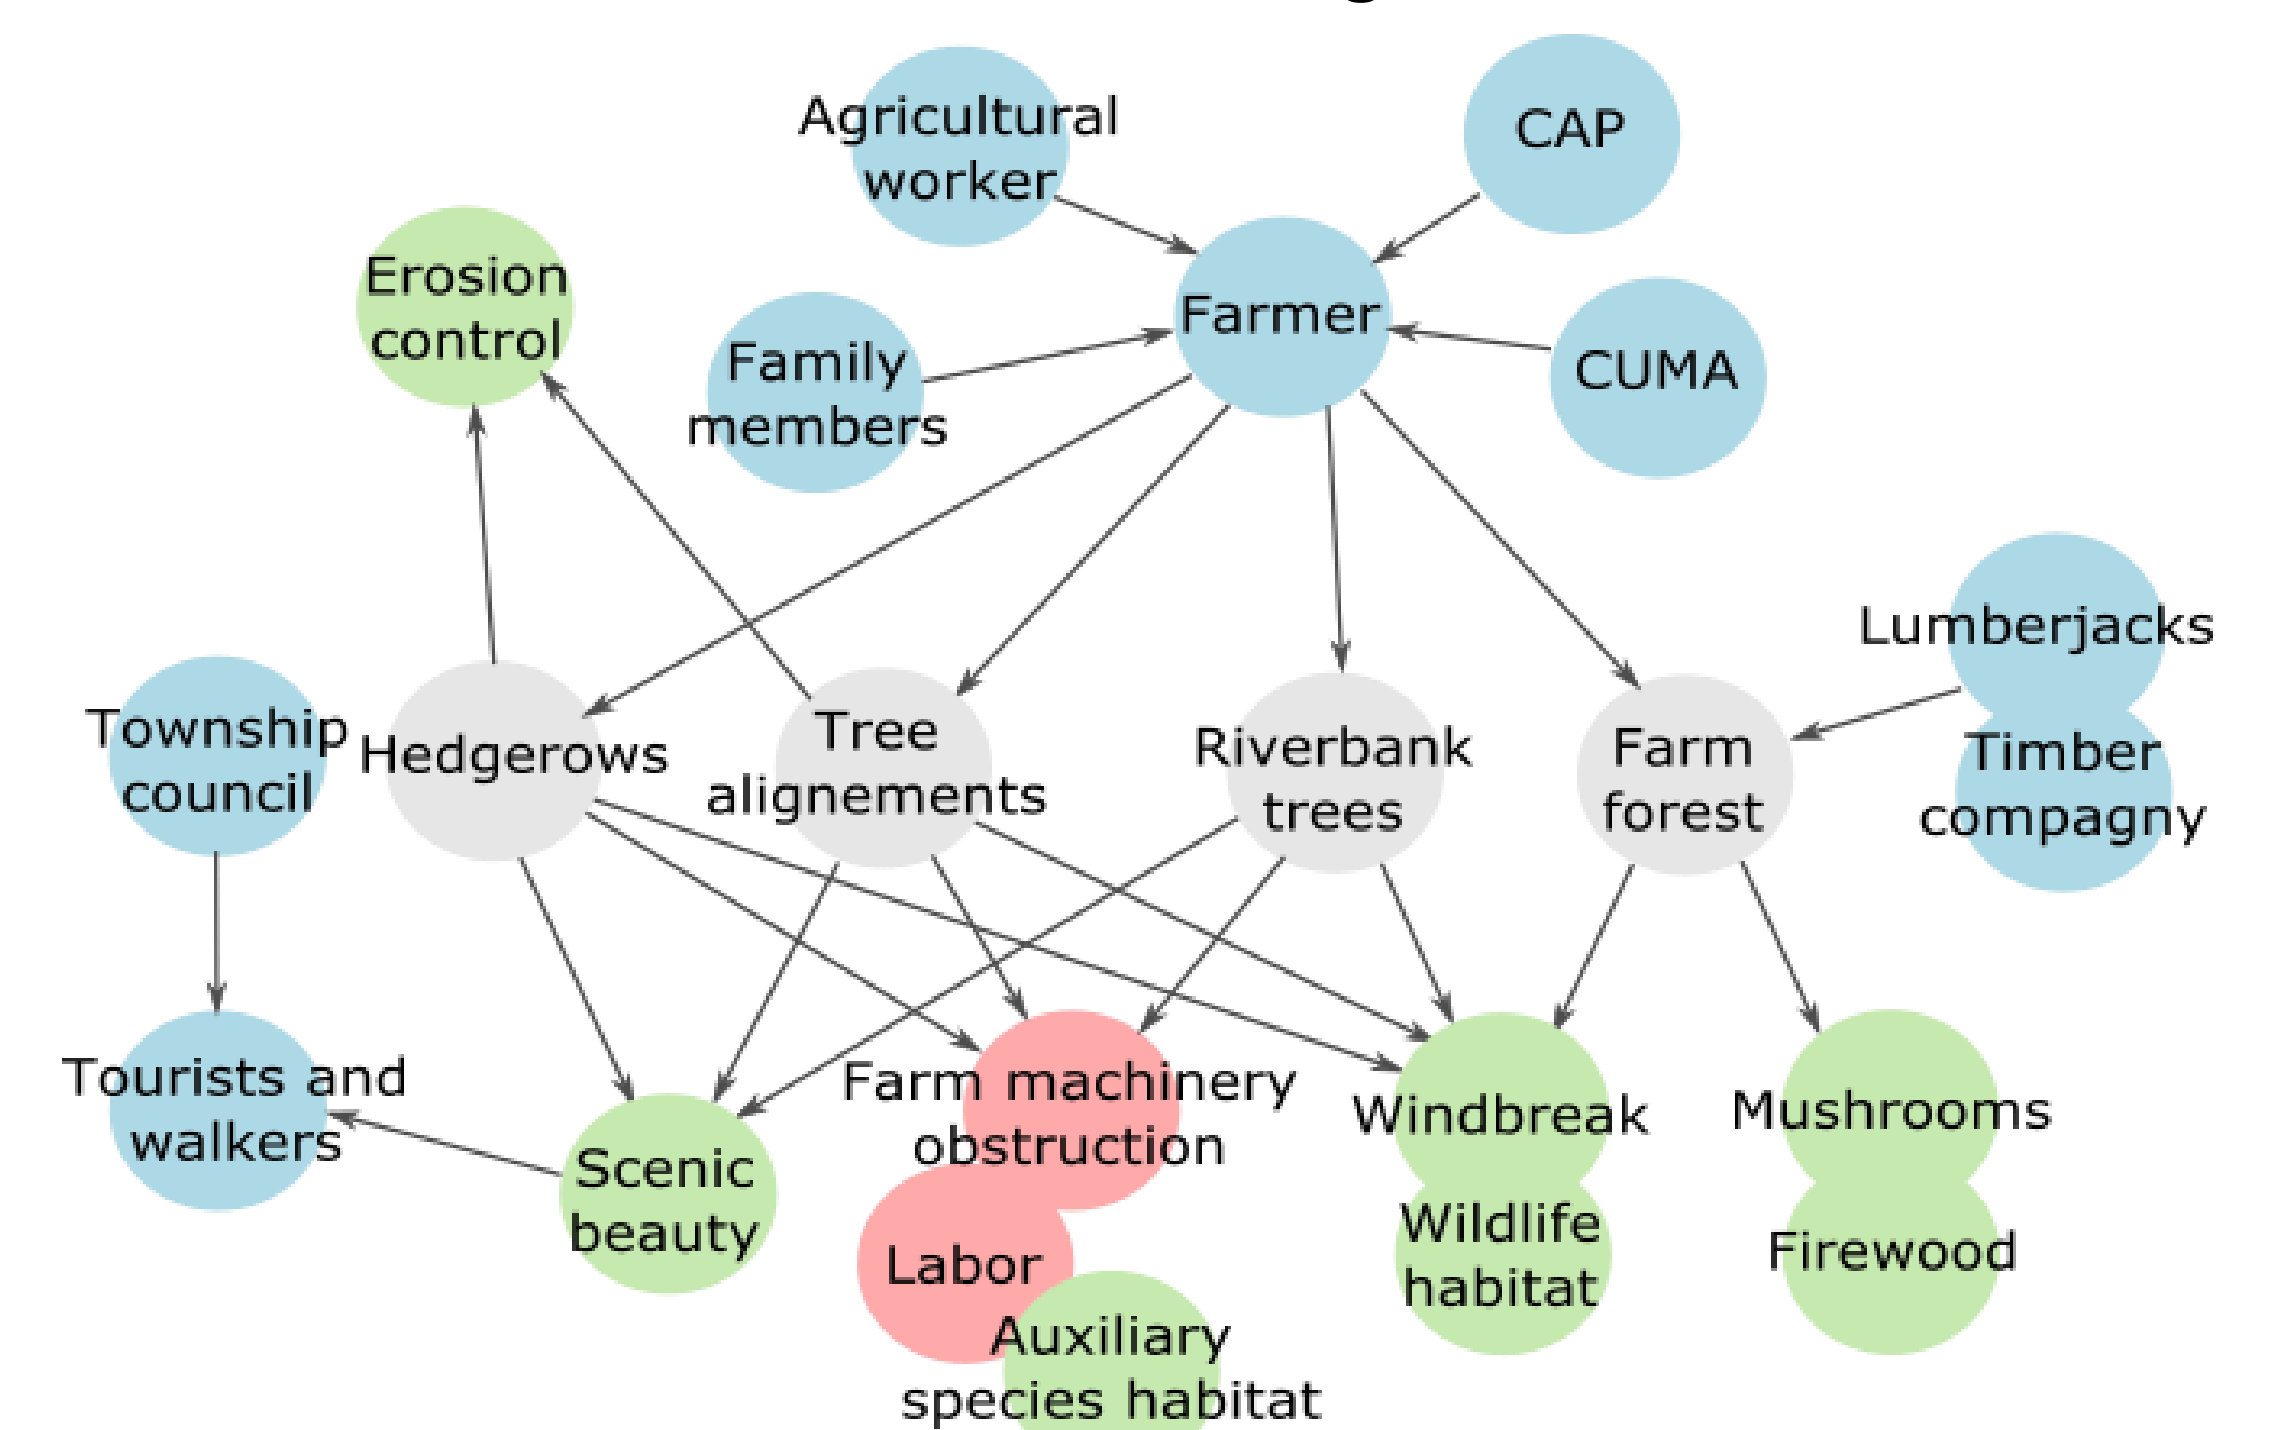 Agricultural
worker
CAP
Erosion
control
Farmer
Family
members
CUMA
Lumberjacks
Township
council
Hedgerows
Tree
alignements
Riverbank
trees
Farm
forest
Timber
compagny
Tourists and
walkers
Scenic
beauty
Farm machinery
obstruction
Windbreak
Mushrooms
Labor
Wildlife
habitat
Firewood
Auxiliary
species habitat